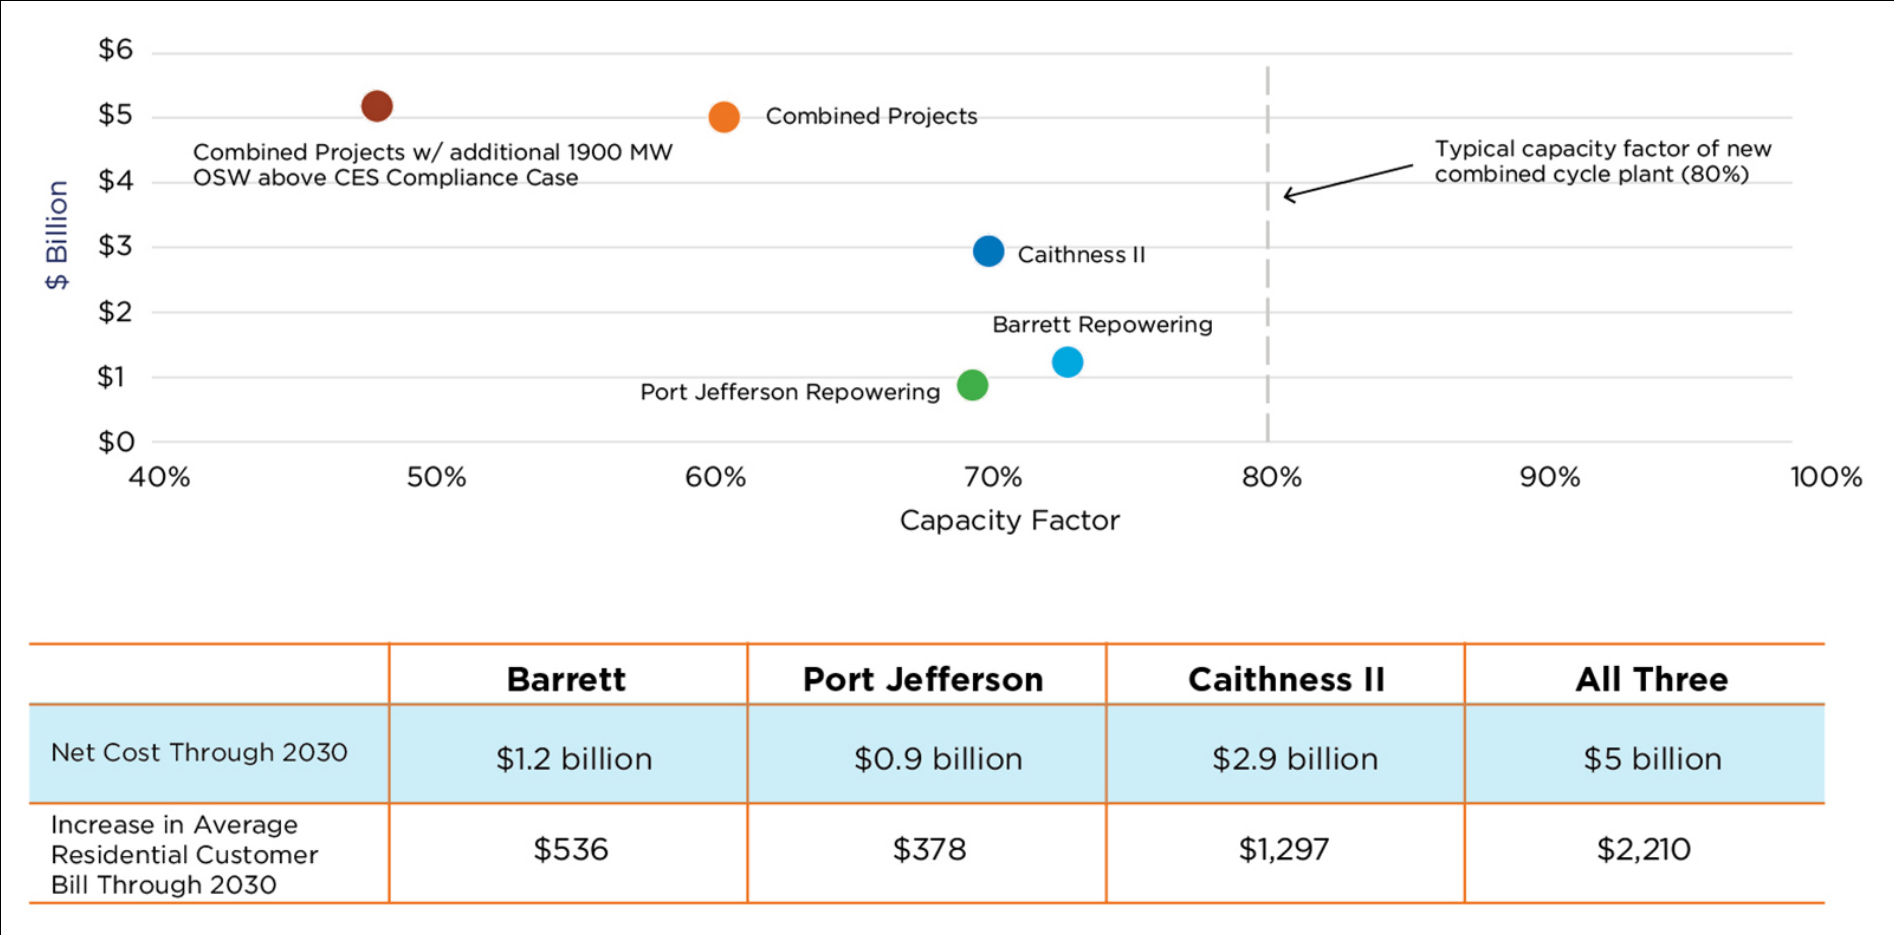 $6
$5
$4
$3
$2
$1
$0
$ Billion
Combined Projects
Combined Projects w/ additional 1900 MW
OSW above CES Compliance Case
Typical capacity factor of new
combined cycle plant (80%)
Caithness II
Barrett Repowering
Port Jefferson Repowering
40% 50% 60% 70% 80% 90% 100%
Capacity Factor
Barrett Port Jefferson Caithness II All Three
Net Cost Through 2030 $1.2 billion $0.9 billion $2.9 billion $5 billion
Increase in Average
Residential Customer
Bill Through 2030
$536 $378 $1,297 $2,210